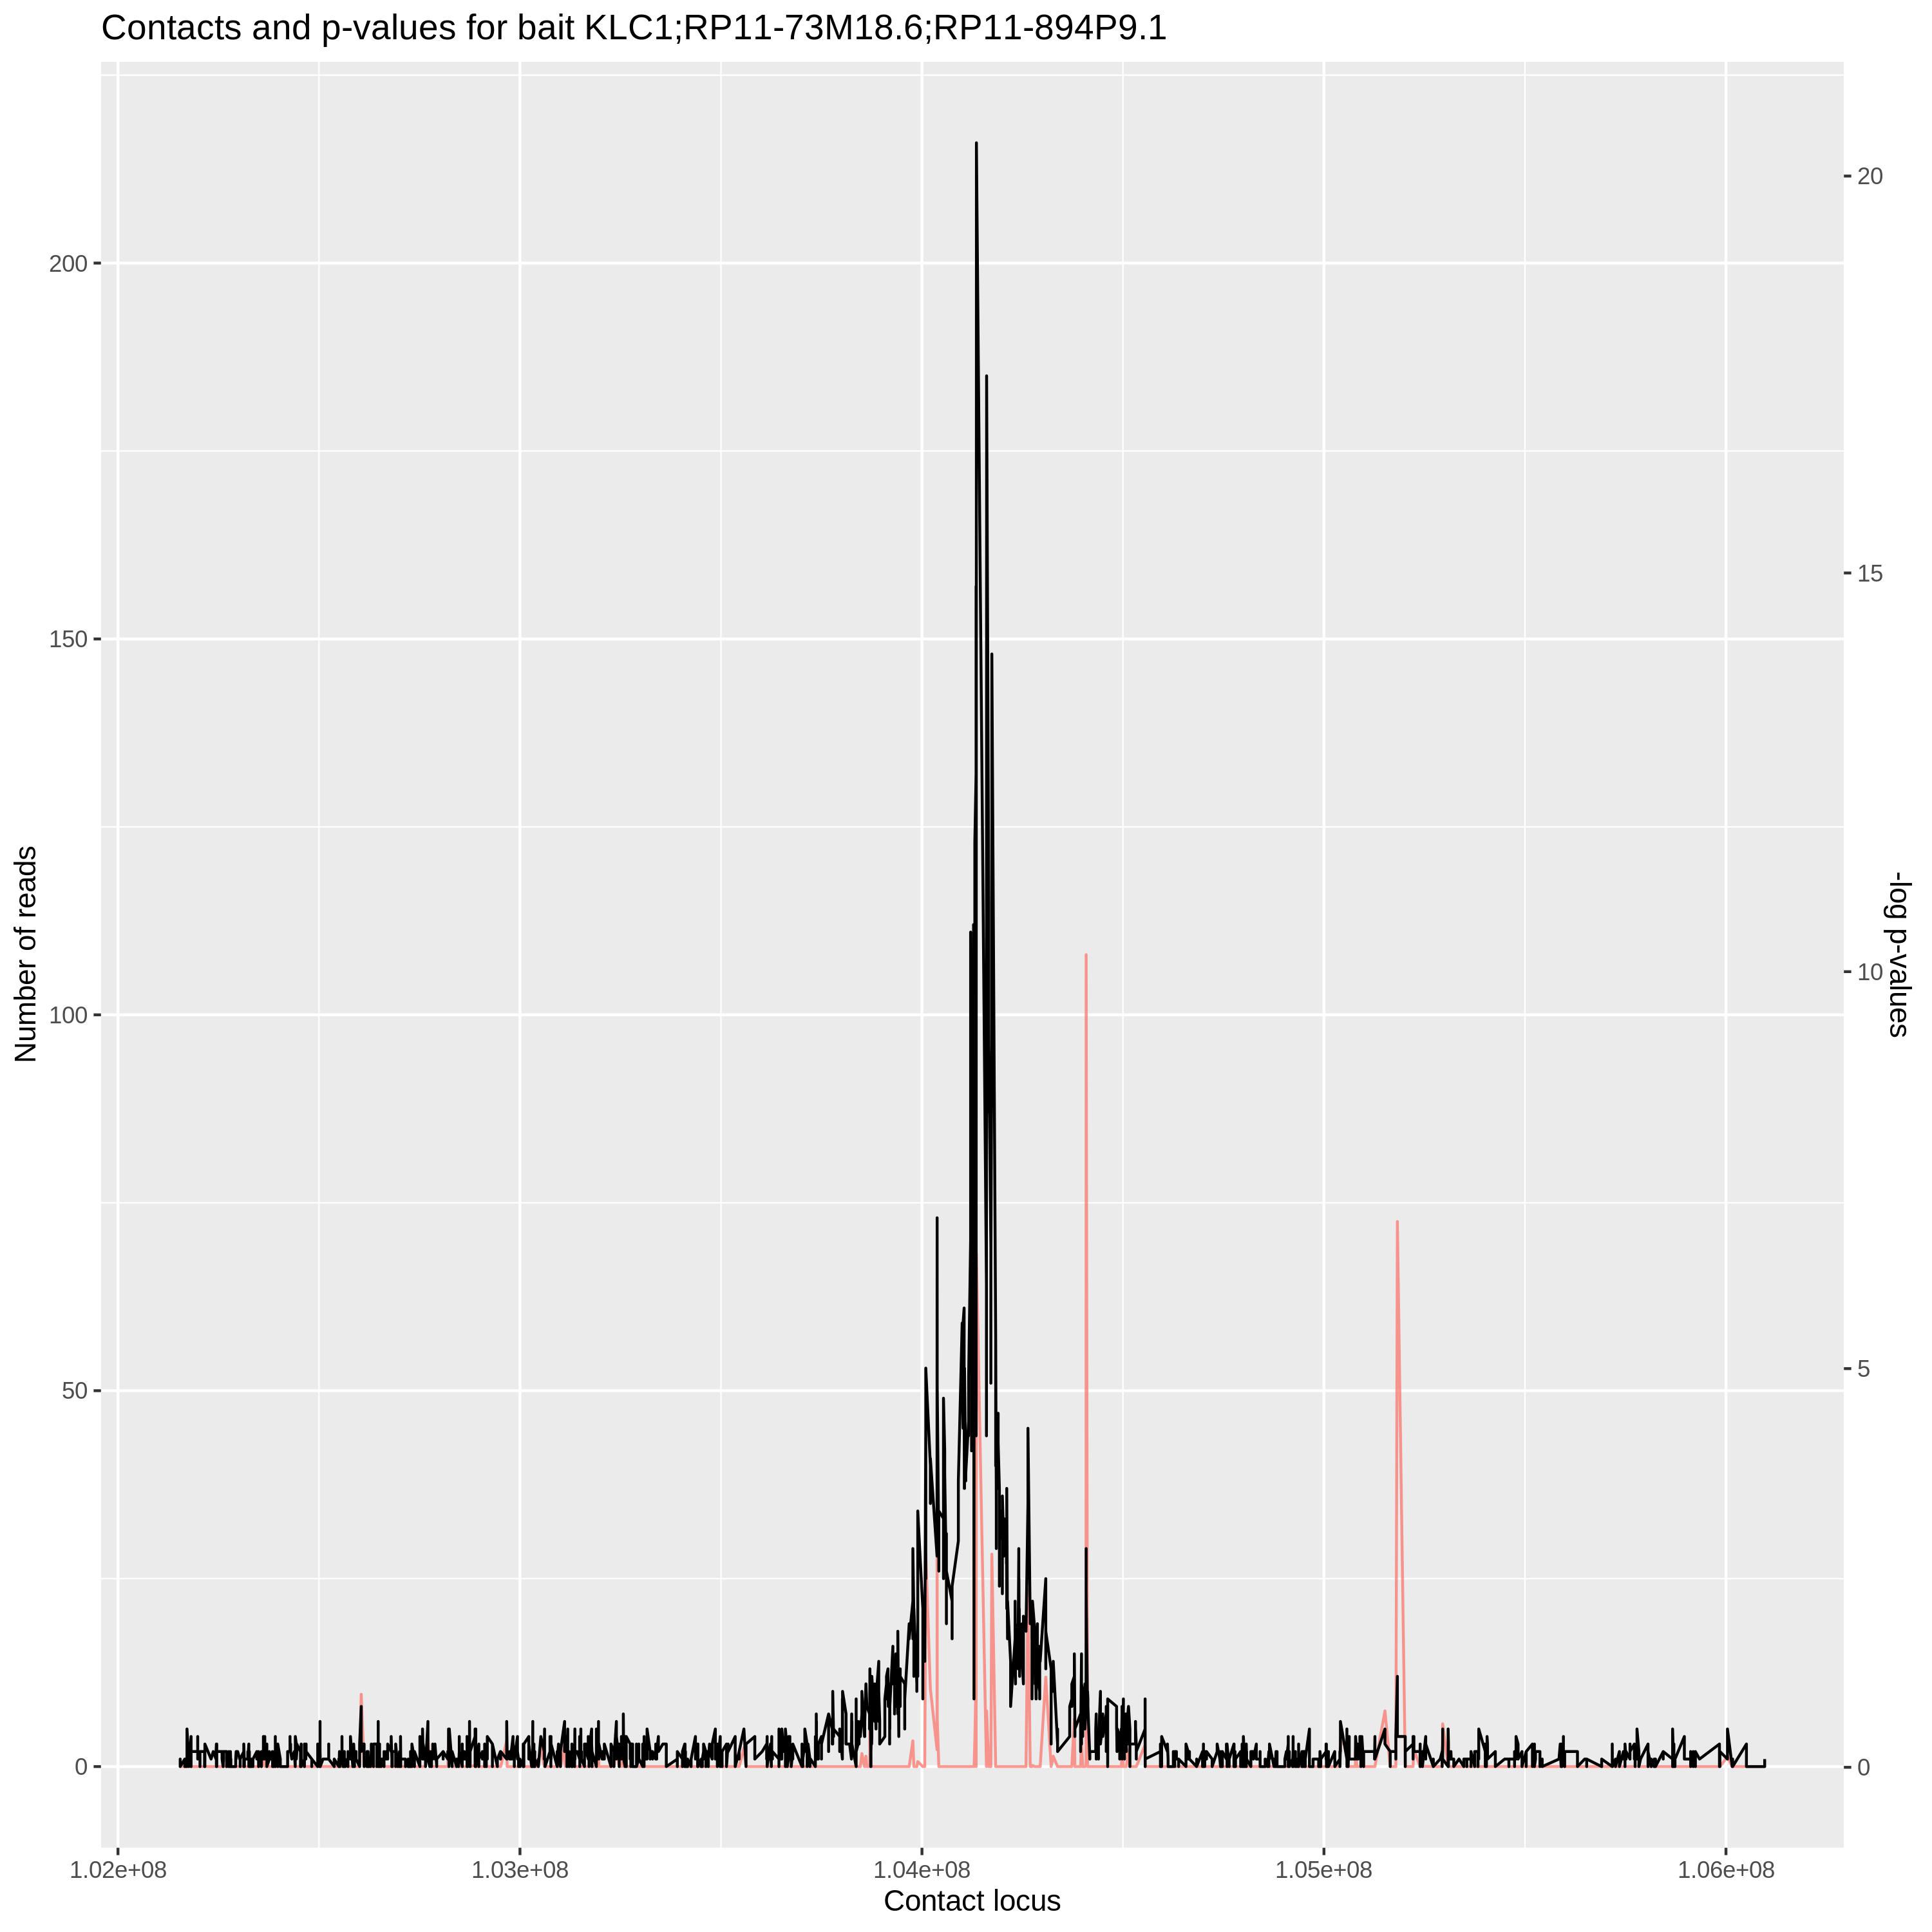 Contacts and p-values for bait KLC1;RP11-73M18.6;RP11-894P9.1
Number of reads
200
150
100
50
0
20
15
10
5
0
-log p-values
1.02e+08 1.03e+08 1.04e+08 1.05e+08 1.06e+08
Contact locus